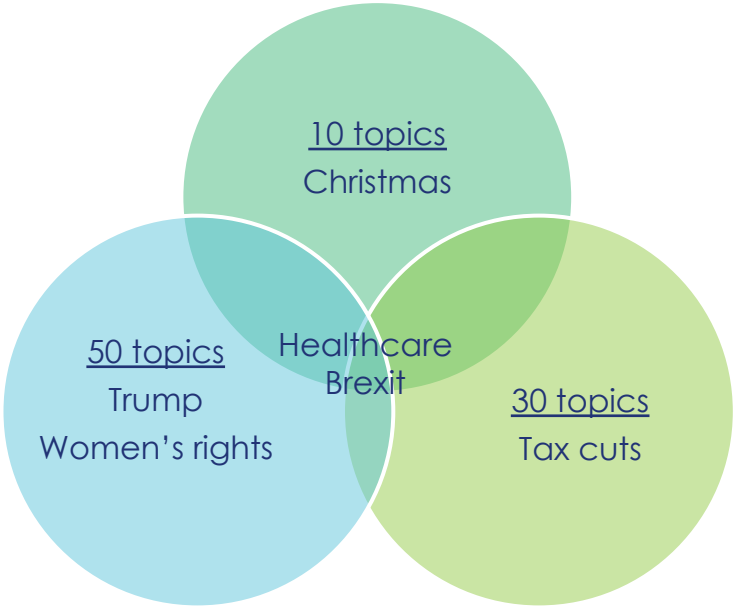 10 topics
Christmas
50 topics
Trump
Women’s rights
Healthcare
Brexit
30 topics
Tax cuts